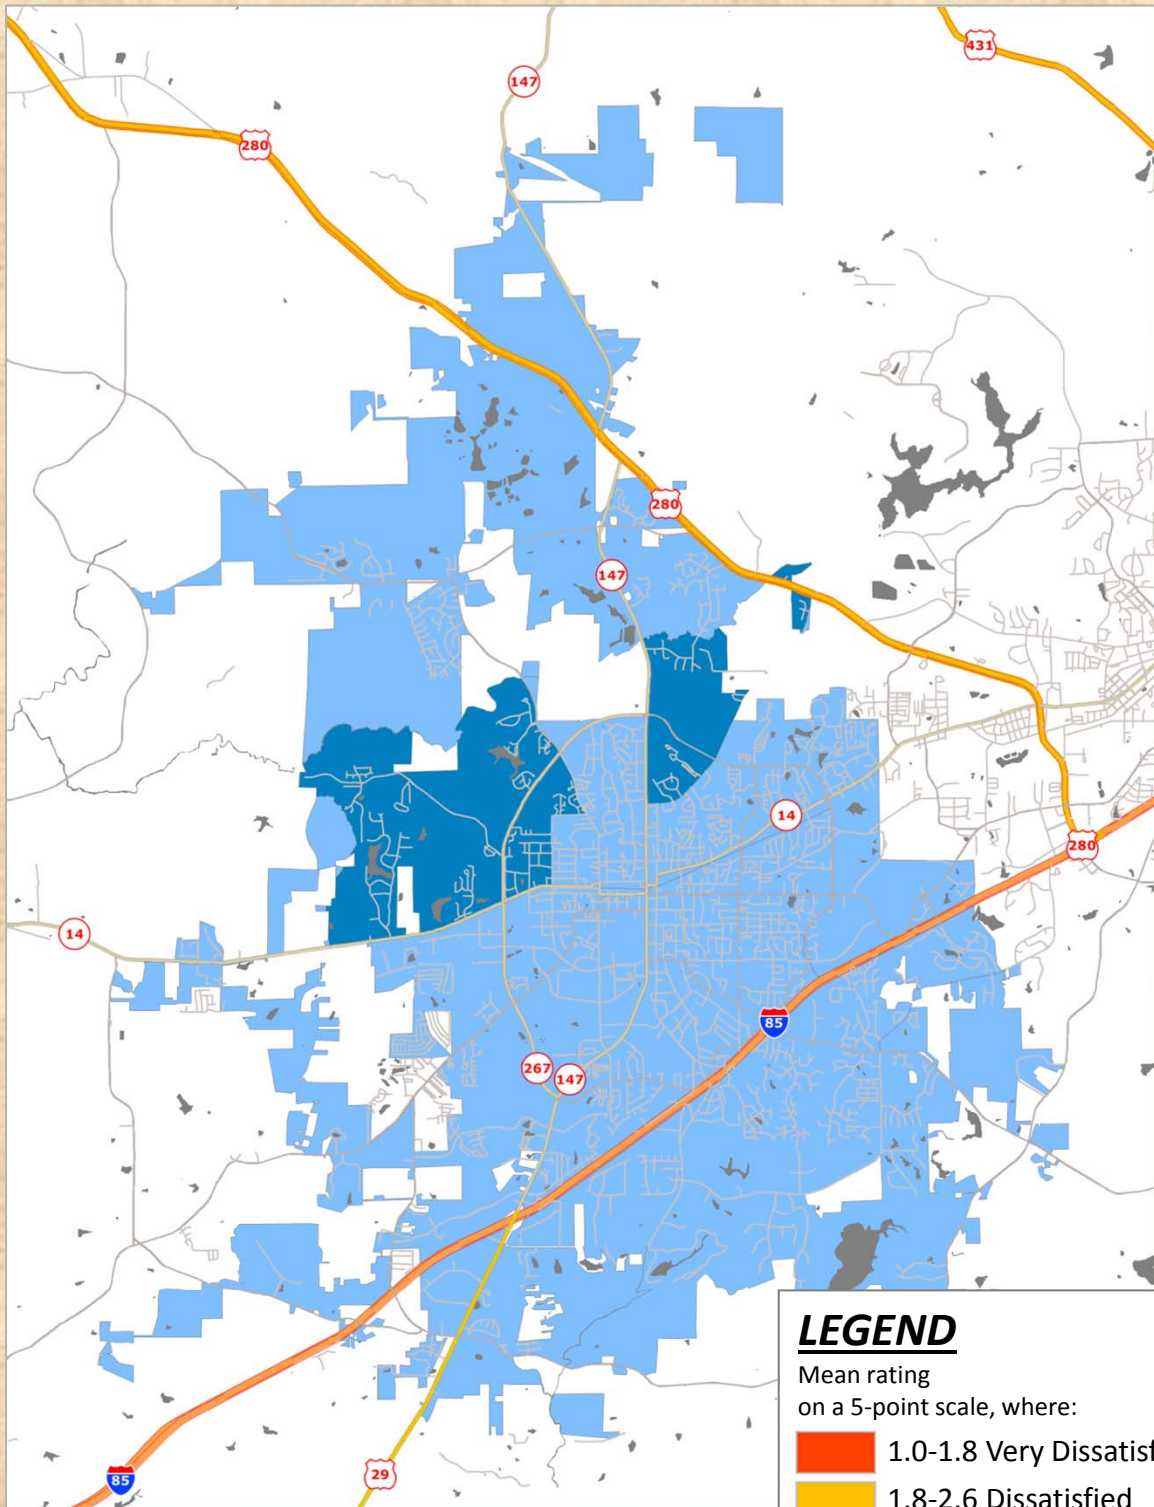 147
431
280
280
147
14
14
280
85
267
147
85
29
LEGEND
Mean rating
on a 5-point scale, where:
1.0-1.8 Very
1.8-2.6 Dissatisfied